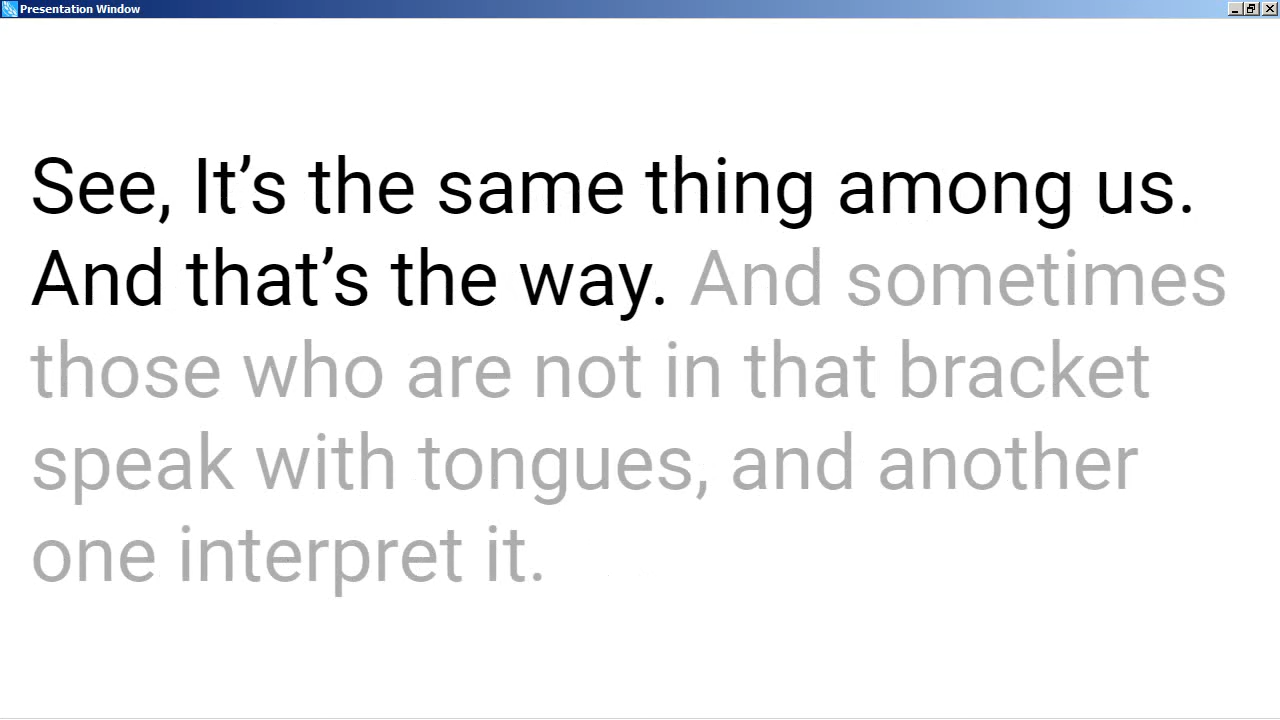 Presentation Window
See, It’s the same thing among us.
And that’s the way. And sometimes
those who are not in that bracket
speak with tongues, and another
one interpret it.